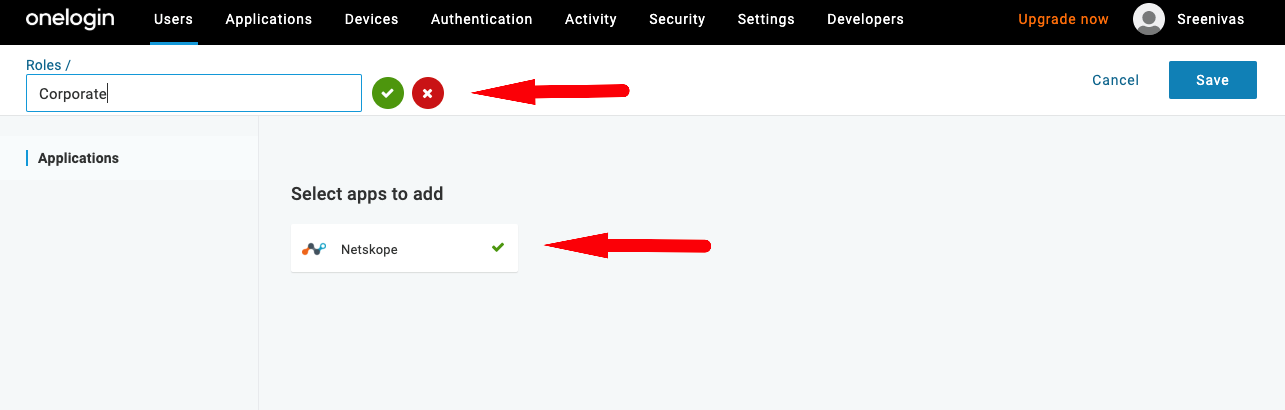 onelogin Users Applications Devices Authentication Activity Security Settings Developers Upgrade now Sreenivas
Roles /
Corporate
Cancel Save
Applications
Select apps to add
Netskope